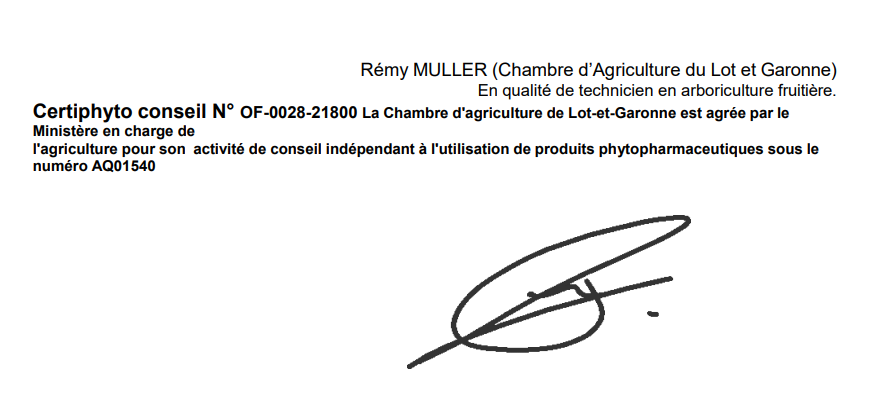 Rémy MULLER (Chambre d'Agriculture du Lot et Garonne)
En qualité de technicien en arboriculture fruitière.
Certiphyto conseil N° OF-0028-21800 La Chambre d'agriculture de Lot-et-Garonne est agrée par le
Ministère en charge de
l'agriculture pour son activité de conseil indépendant à l'utilisation de produits phytopharmaceutiques sous le
numéro AQ01540